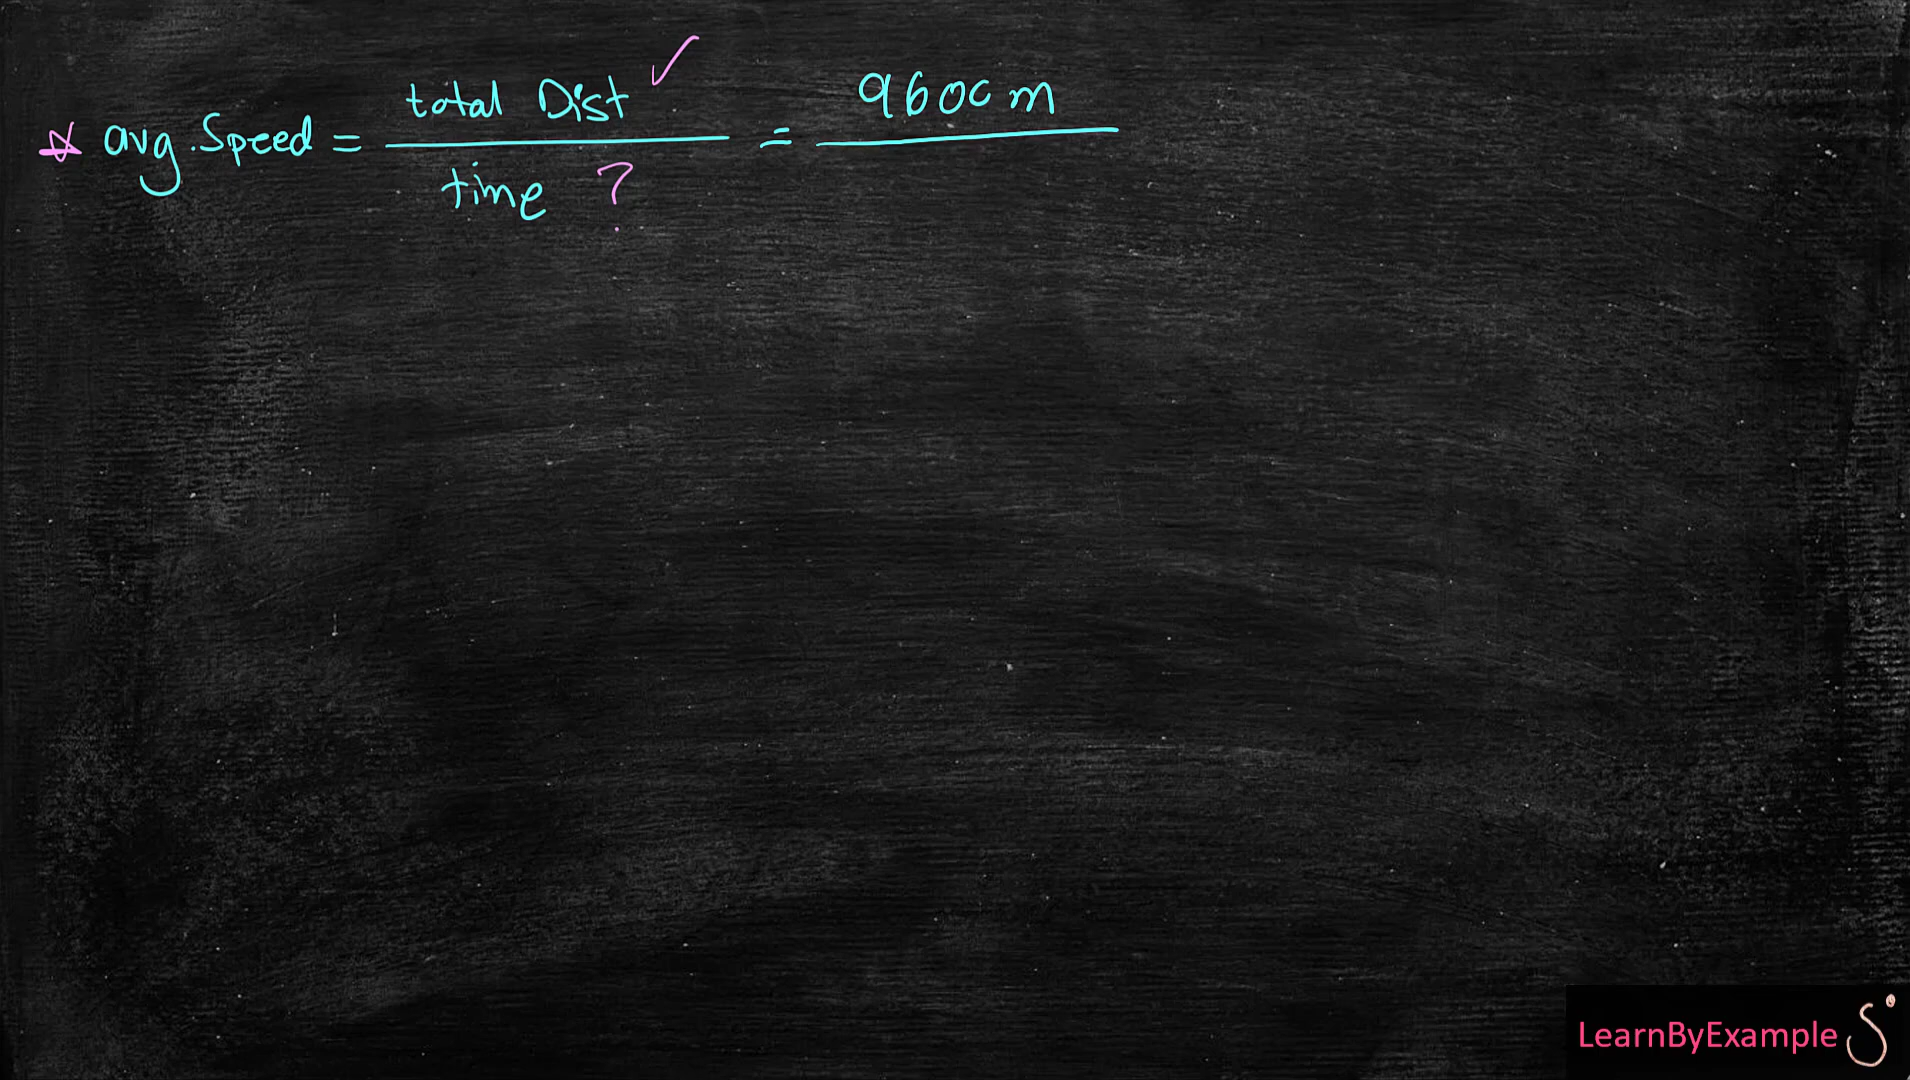 ☆ avg. Speed = total Dist ✓ / time ? = 9600 m /
LearnByExample